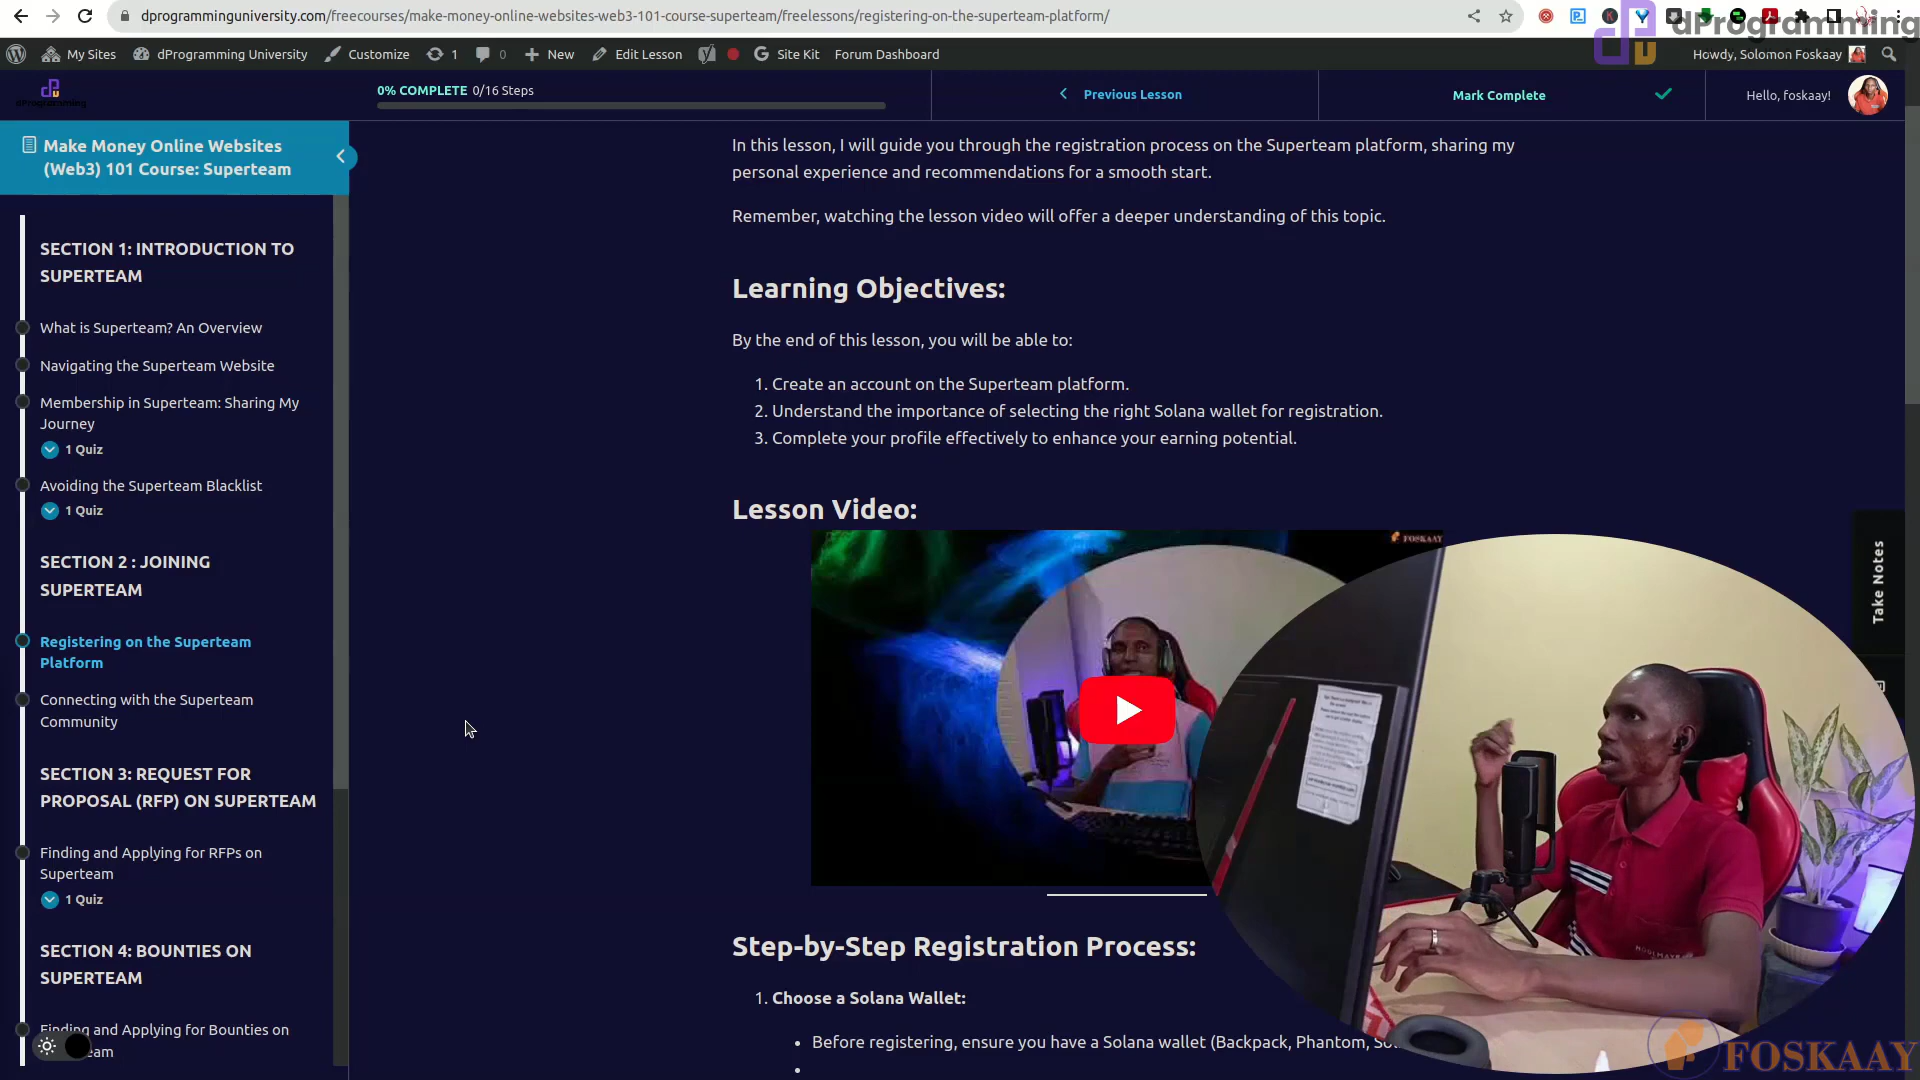 dprogramminguniversity.com/freecourses/make-money-online-websites-web3-101-course-superteam/freelessons/registering-on-the-superteam-platform/
dProgramming
My Sites
dProgramming University
Customize
1
0
New
Edit Lesson
Site Kit
Forum Dashboard
Howdy, Solomon Foskaay
dProgramming
0% COMPLETE 0/16 Steps
Previous Lesson
Mark Complete
Hello, foskaay!
Make Money Online Websites
(Web3) 101 Course: Superteam
SECTION 1: INTRODUCTION TO
SUPERTEAM
What is Superteam? An Overview
Navigating the Superteam Website
Membership in Superteam: Sharing My
Journey
1 Quiz
Avoiding the Superteam Blacklist
1 Quiz
SECTION 2 : JOINING
SUPERTEAM
Registering on the Superteam
Platform
Connecting with the Superteam
Community
SECTION 3: REQUEST FOR
PROPOSAL (RFP) ON SUPERTEAM
Finding and Applying for RFPs on
Superteam
1 Quiz
SECTION 4: BOUNTIES ON
SUPERTEAM
Finding and Applying for Bounties on
In this lesson, I will guide you through the registration process on the Superteam platform, sharing my
personal experience and recommendations for a smooth start.
Remember, watching the lesson video will offer a deeper understanding of this topic.
Learning Objectives:
By the end of this lesson, you will be able to:
1. Create an account on the Superteam platform.
2. Understand the importance of selecting the right Solana wallet for registration.
3. Complete your profile effectively to enhance your earning potential.
Lesson Video:
FOSKAAY
Step-by-Step Registration Process:
1. Choose a Solana Wallet:
Before registering, ensure you have a Solana wallet (Backpack, Phantom,
Take Notes
FOSKAAY